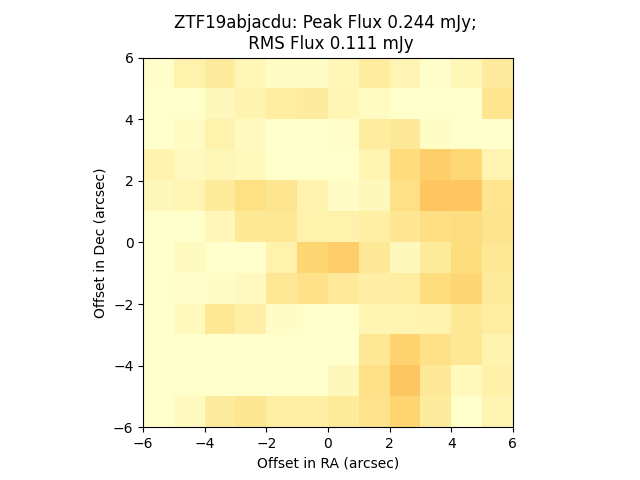 ZTF19abjacdu: Peak Flux 0.244 mJy;
RMS Flux 0.111 mJy
6
4
2
0
−2
−4
−6
Offset in Dec (arcsec)
−6 −4 −2 0 2 4 6
Offset in RA (arcsec)